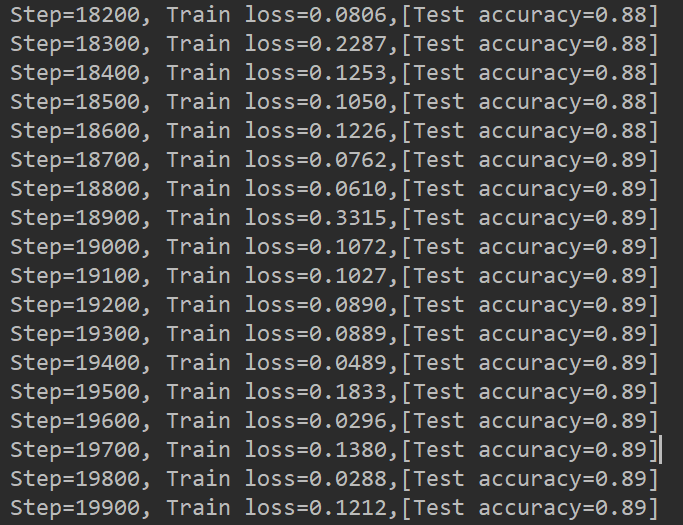 Step=18200, Train loss=0.0806,[Test accuracy=0.88]
Step=18300, Train loss=0.2287,[Test accuracy=0.88]
Step=18400, Train loss=0.1253,[Test accuracy=0.88]
Step=18500, Train loss=0.1050,[Test accuracy=0.88]
Step=18600, Train loss=0.1226,[Test accuracy=0.88]
Step=18700, Train loss=0.0762,[Test accuracy=0.89]
Step=18800, Train loss=0.0610,[Test accuracy=0.89]
Step=18900, Train loss=0.3315,[Test accuracy=0.89]
Step=19000, Train loss=0.1072,[Test accuracy=0.89]
Step=19100, Train loss=0.1027,[Test accuracy=0.89]
Step=19200, Train loss=0.0890,[Test accuracy=0.89]
Step=19300, Train loss=0.0889,[Test accuracy=0.89]
Step=19400, Train loss=0.0489,[Test accuracy=0.89]
Step=19500, Train loss=0.1833,[Test accuracy=0.89]
Step=19600, Train loss=0.0296,[Test accuracy=0.89]
Step=19700, Train loss=0.1380,[Test accuracy=0.89]
Step=19800, Train loss=0.0288,[Test accuracy=0.89]
Step=19900, Train loss=0.1212,[Test accuracy=0.89]